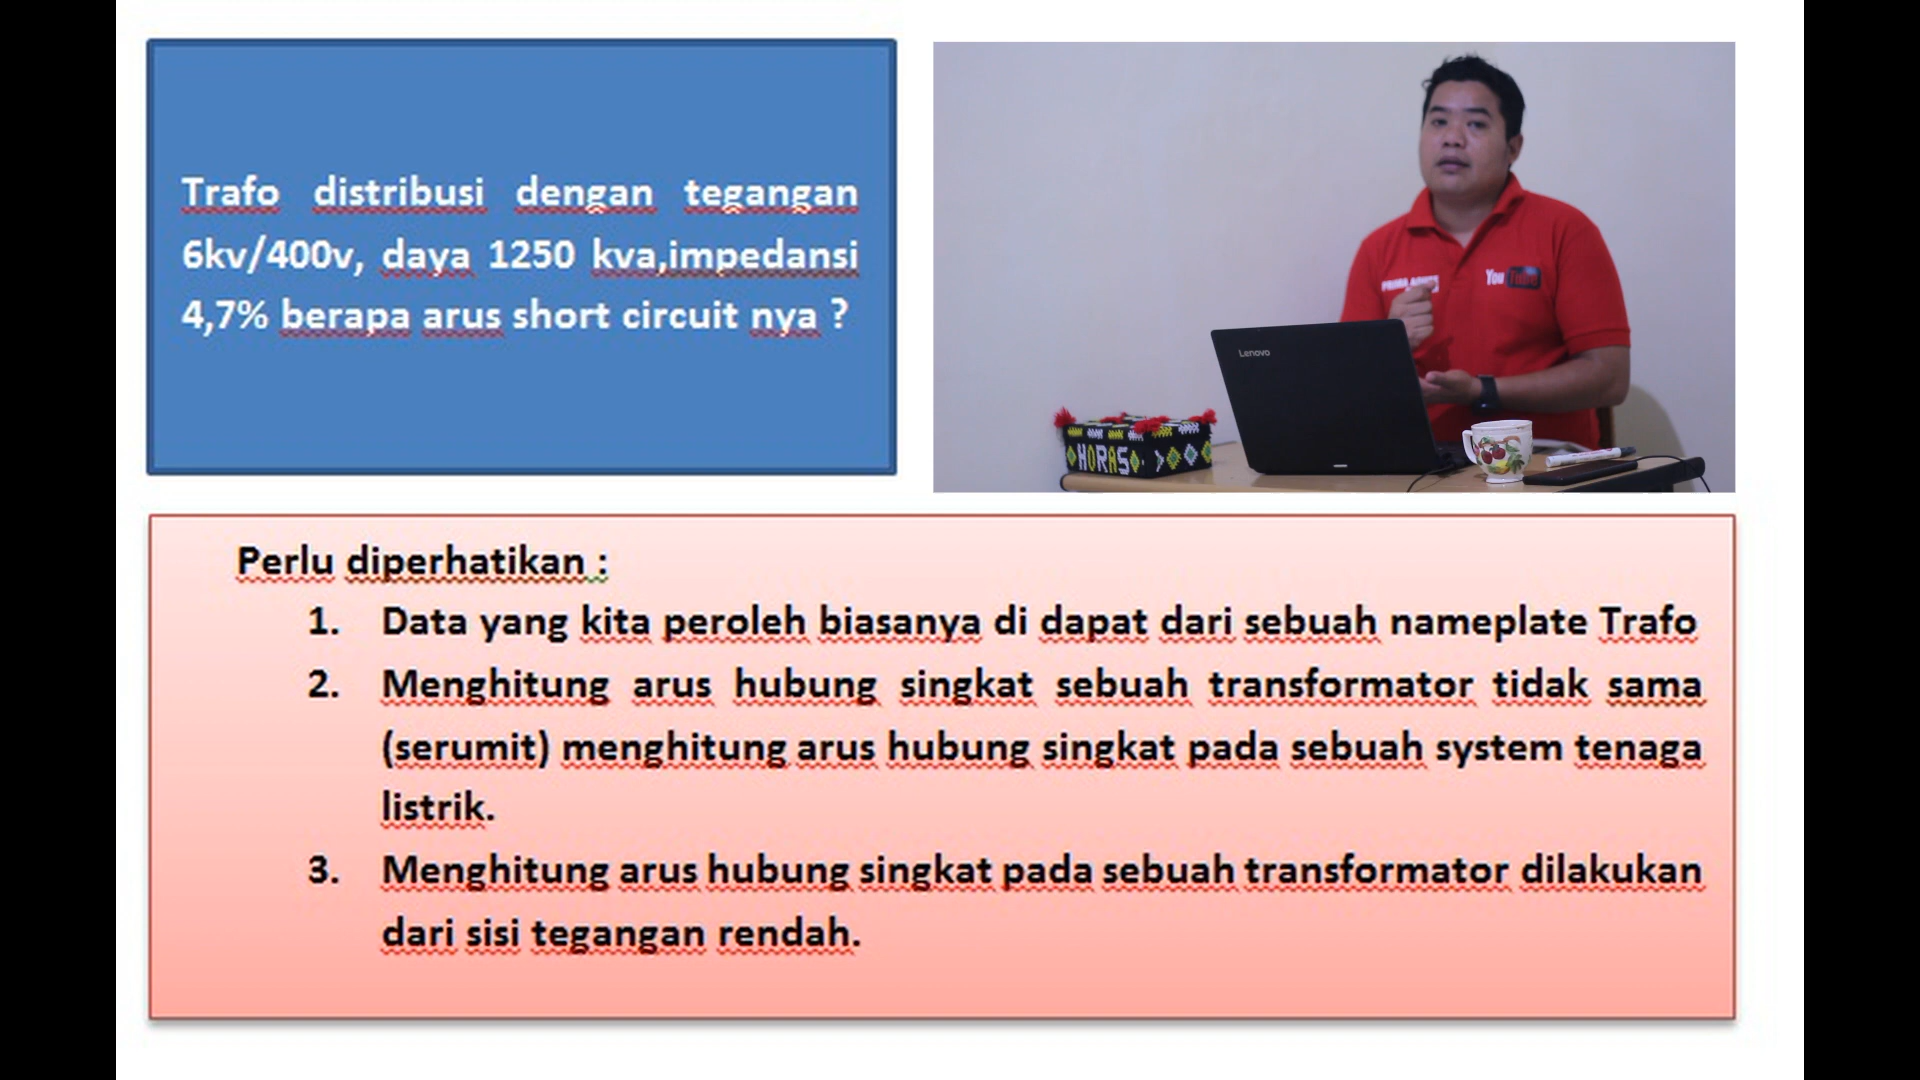 Trafo distribusi dengan tegangan
6kv/400v, daya 1250 kva,impedansi
4,7% berapa arus short circuit nya ?
You Tube
Lenovo
HORAS
Perlu diperhatikan :
1. Data yang kita peroleh biasanya di dapat dari sebuah nameplate Trafo
2. Menghitung arus hubung singkat sebuah transformator tidak sama
(serumit) menghitung arus hubung singkat pada sebuah system tenaga
listrik.
3. Menghitung arus hubung singkat pada sebuah transformator dilakukan
dari sisi tegangan rendah.